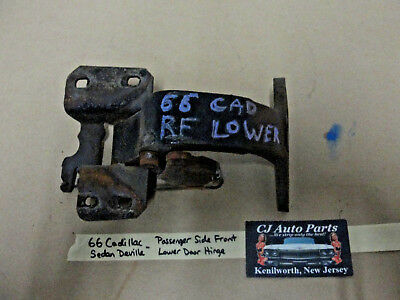 66 CAD
RF LOWER
66 Cadillac
Sedan Deville -
Passenger Side Front
Lower Door Hinge
CJ Auto Parts
"We strip only the best!"
Kenilworth, New Jersey